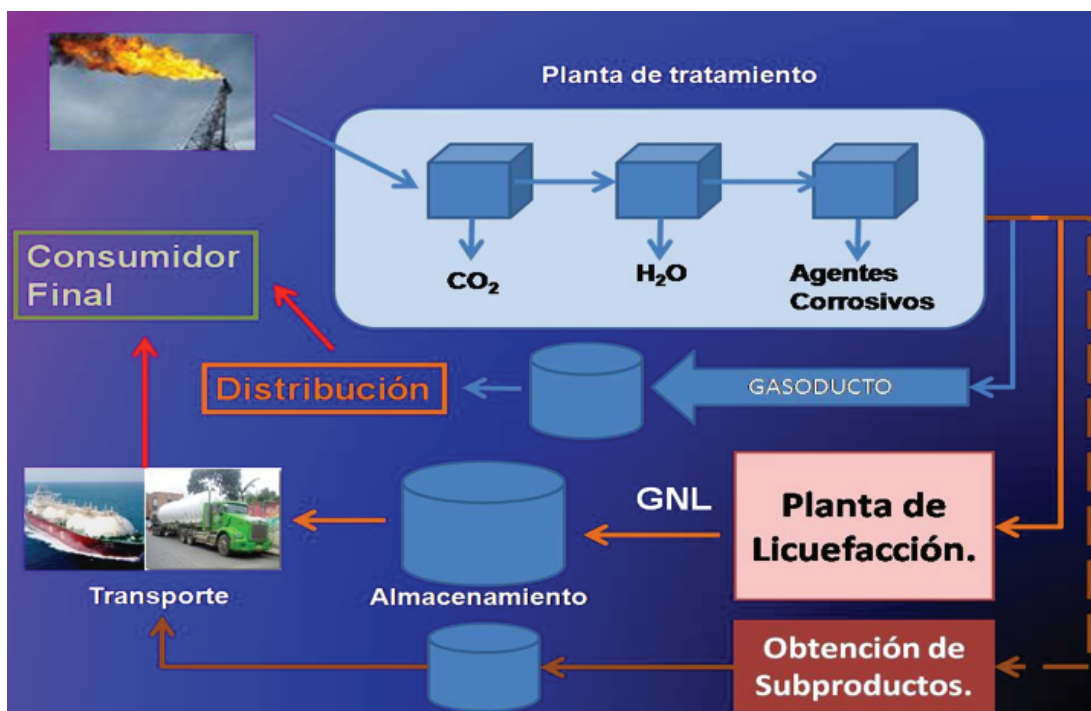 Planta de tratamiento
CO₂
H₂O
Agentes
Corrosivos
Consumidor
Final
Distribución
GASODUCTO
GNL
Planta de
Licuefacción.
Transporte
Almacenamiento
Obtención de
Subproductos.